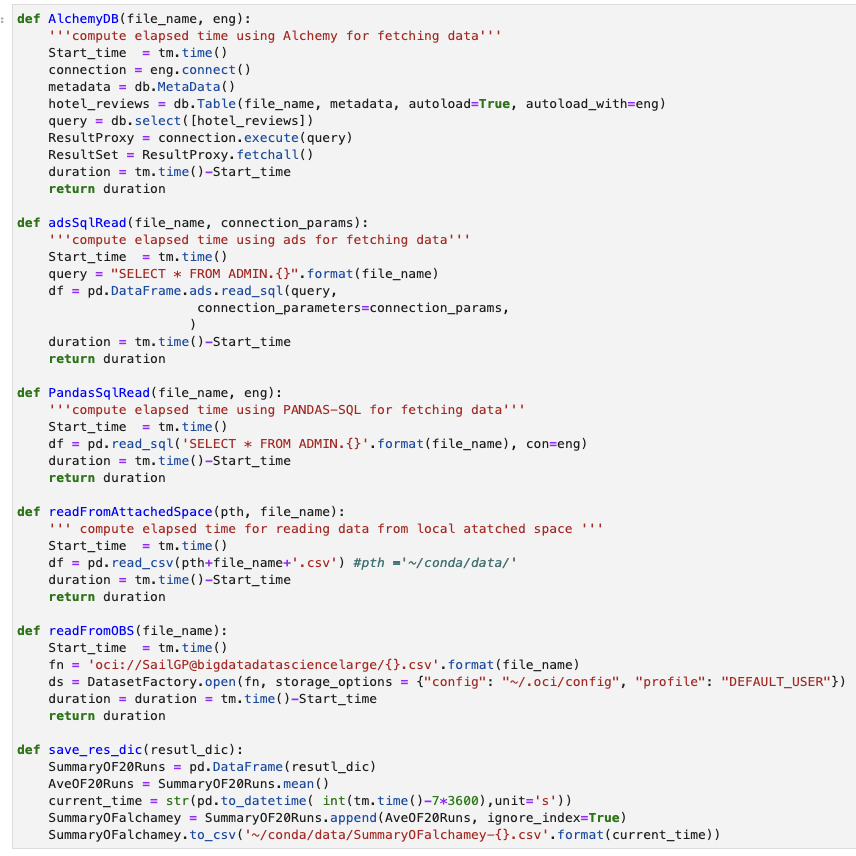 def AlchemyDB(file_name, eng):
    '''compute elapsed time using Alchemy for fetching data'''
    Start_time  = tm.time()
    connection = eng.connect()
    metadata = db.MetaData()
    hotel_reviews = db.Table(file_name, metadata, autoload=True, autoload_with=eng)
    query = db.select([hotel_reviews])
    ResultProxy = connection.execute(query)
    ResultSet = ResultProxy.fetchall()
    duration = tm.time()-Start_time
    return duration

def adsSqlRead(file_name, connection_params):
    '''compute elapsed time using ads for fetching data'''
    Start_time  = tm.time()
    query = "SELECT * FROM ADMIN.{}".format(file_name)
    df = pd.DataFrame.ads.read_sql(query,
                       connection_parameters=connection_params,
                      )
    duration = tm.time()-Start_time
    return duration

def PandasSqlRead(file_name, eng):
    '''compute elapsed time using PANDAS-SQL for fetching data'''
    Start_time  = tm.time()
    df = pd.read_sql('SELECT * FROM ADMIN.{}'.format(file_name), con=eng)
    duration = tm.time()-Start_time
    return duration

def readFromAttachedSpace(pth, file_name):
    ''' compute elapsed time for reading data from local atatched space '''
    Start_time  = tm.time()
    df = pd.read_csv(pth+file_name+'.csv') #pth ='~/conda/data/'
    duration = tm.time()-Start_time
    return duration

def readFromOBS(file_name):
    Start_time  = tm.time()
    fn = 'oci://SailGP@bigdatadatasciencelarge/{}.csv'.format(file_name)
    ds = DatasetFactory.open(fn, storage_options = {"config": "~/.oci/config", "profile": "DEFAULT_USER"})
    duration = duration = tm.time()-Start_time
    return duration

def save_res_dic(resutl_dic):
    SummaryOF20Runs = pd.DataFrame(resutl_dic)
    AveOF20Runs = SummaryOF20Runs.mean()
    current_time = str(pd.to_datetime( int(tm.time()-7*3600),unit='s'))
    SummaryOFalchamey = SummaryOF20Runs.append(AveOF20Runs, ignore_index=True)
    SummaryOFalchamey.to_csv('~/conda/data/SummaryOFalchamey-{}.csv'.format(current_time))